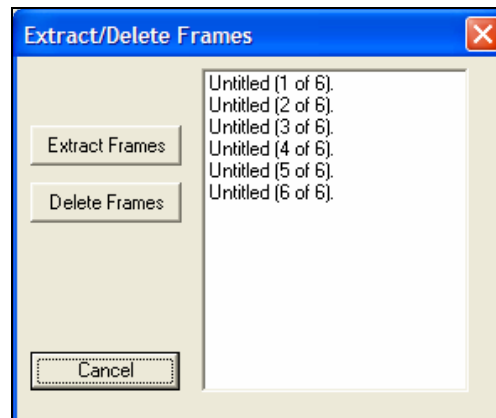 Extract/Delete Frames
Extract Frames
Delete Frames
Cancel
Untitled (1 of 6).
Untitled (2 of 6).
Untitled (3 of 6).
Untitled (4 of 6).
Untitled (5 of 6).
Untitled (6 of 6).